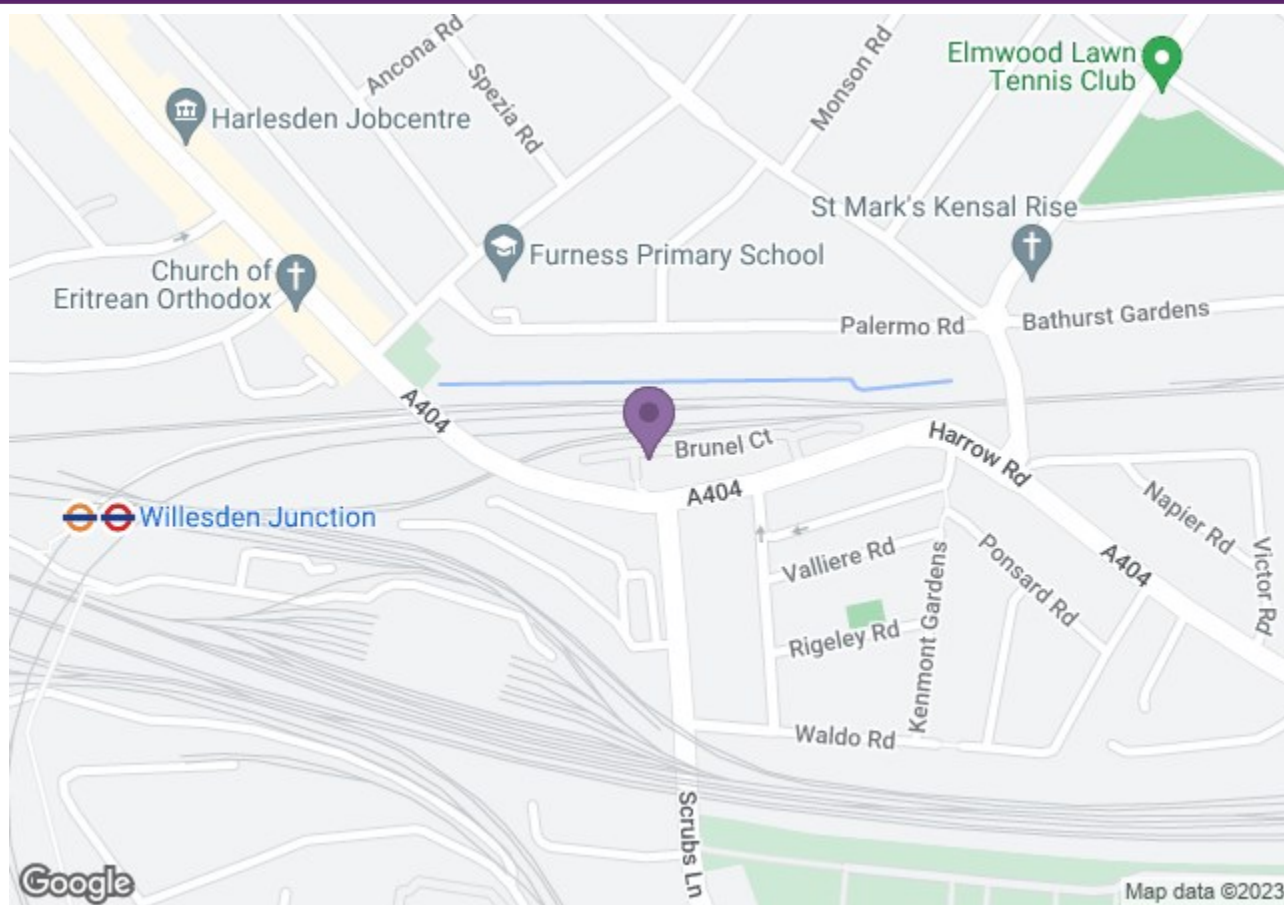 Ancona Rd
Spezia Rd
Monson Rd
Elmwood Lawn
Tennis Club
Harlesden Jobcentre
St Mark's Kensal Rise
Furness Primary School
Church of
Eritrean Orthodox
Palermo Rd
Bathurst Gardens
A404
Brunel Ct
Harrow Rd
A404
Willesden Junction
Napier Rd
Victor Rd
Valliere Rd
Ponsard Rd
A404
Kenmont Gardens
Rigeley Rd
Waldo Rd
Scrubs Ln
Google
Map data ©2023